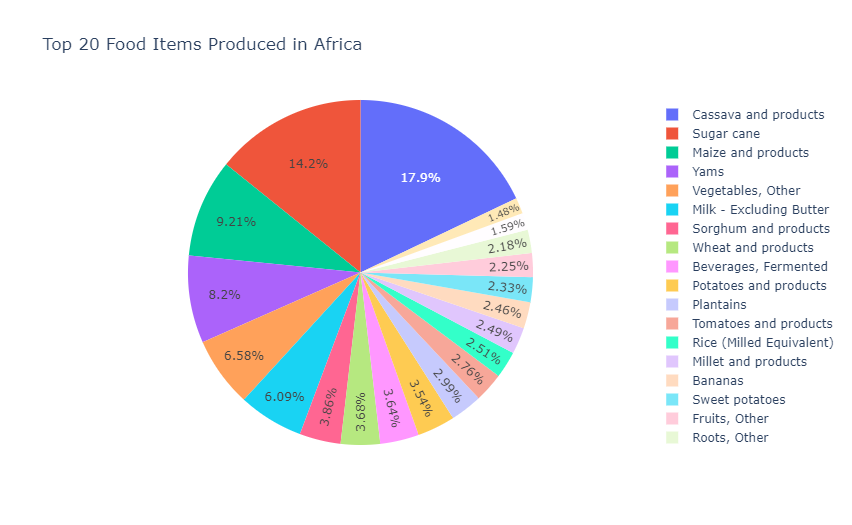 Top 20 Food Items Produced in Africa
17.9%
14.2%
9.21%
8.2%
6.58%
6.09%
3.86%
3.68%
3.64%
3.54%
2.99%
2.76%
2.51%
2.49%
2.46%
2.33%
2.25%
2.18%
1.59%
1.48%
Cassava and products
Sugar cane
Maize and products
Yams
Vegetables, Other
Milk - Excluding Butter
Sorghum and products
Wheat and products
Beverages, Fermented
Potatoes and products
Plantains
Tomatoes and products
Rice (Milled Equivalent)
Millet and products
Bananas
Sweet potatoes
Fruits, Other
Roots, Other